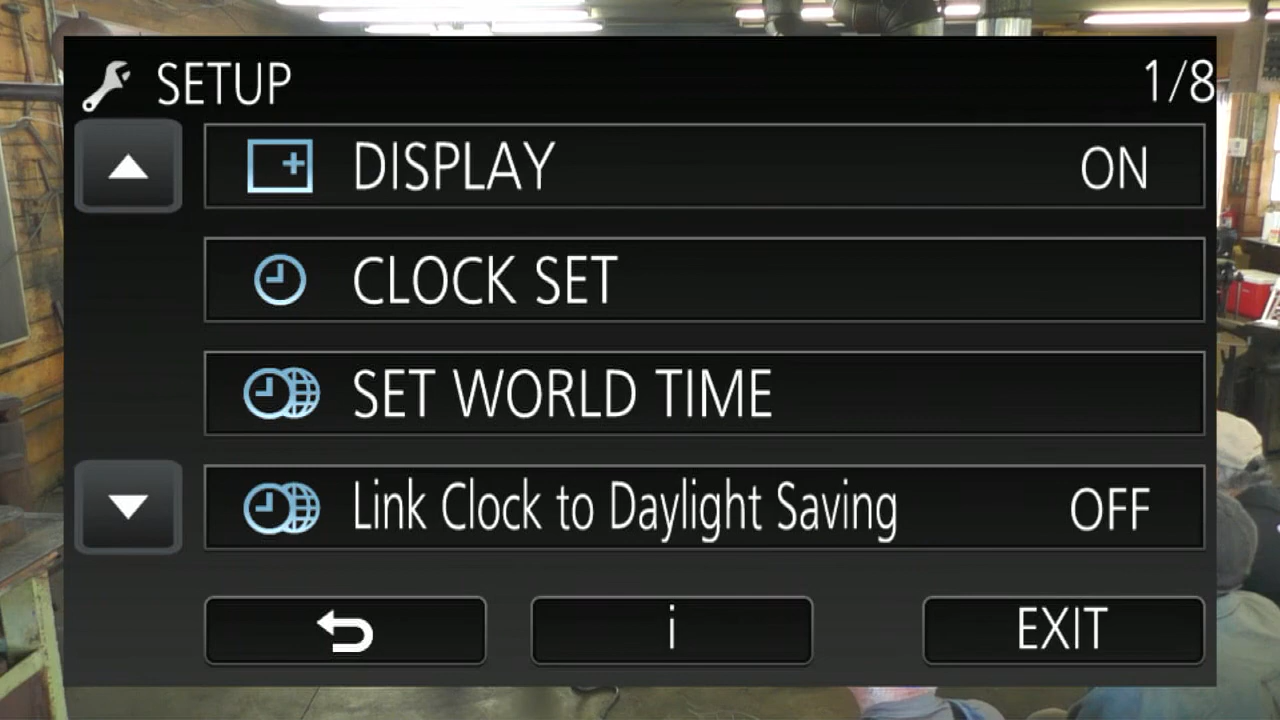 SETUP 1/8
DISPLAY ON
CLOCK SET
SET WORLD TIME
Link Clock to Daylight Saving OFF
i EXIT